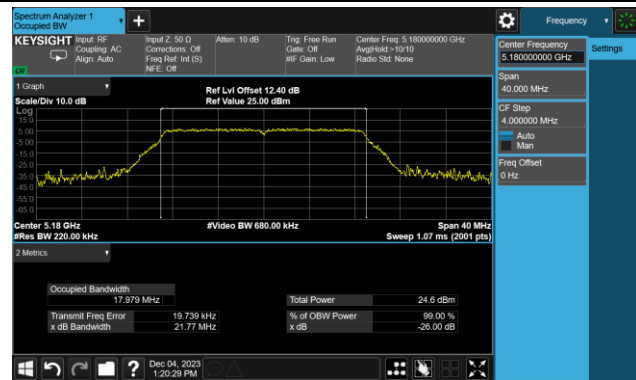 Spectrum Analyzer 1
Occupied BW
Frequency
KEYSIGHT
Input: RF
Coupling: AC
Align: Auto
Input Z: 50 Ω
Corrections: Off
Freq Ref: Int (S)
NFE: Off
Atten: 10 dB
Trig: Free Run
Gate: Off
#IF Gain: Low
Center Freq: 5.180000000 GHz
Avg|Hold:>10/10
Radio Std: None
Center Frequency
5.180000000 GHz
Settings
Span
40.000 MHz
CF Step
4.000000 MHz
Auto
Man
Freq Offset
0 Hz
1 Graph
Scale/Div 10.0 dB
Ref Lvl Offset 12.40 dB
Ref Value 25.00 dBm
Log
15.0
5.00
-5.00
-15.0
-25.0
-35.0
-45.0
-55.0
-65.0
Center 5.18 GHz
#Res BW 220.00 kHz
#Video BW 680.00 kHz
Span 40 MHz
Sweep 1.07 ms (2001 pts)
2 Metrics
Occupied Bandwidth
17.979 MHz
Total Power 24.6 dBm
Transmit Freq Error 19.739 kHz
% of OBW Power 99.00 %
x dB Bandwidth 21.77 MHz
x dB -26.00 dB
?
Dec 04, 2023
1:20:29 PM